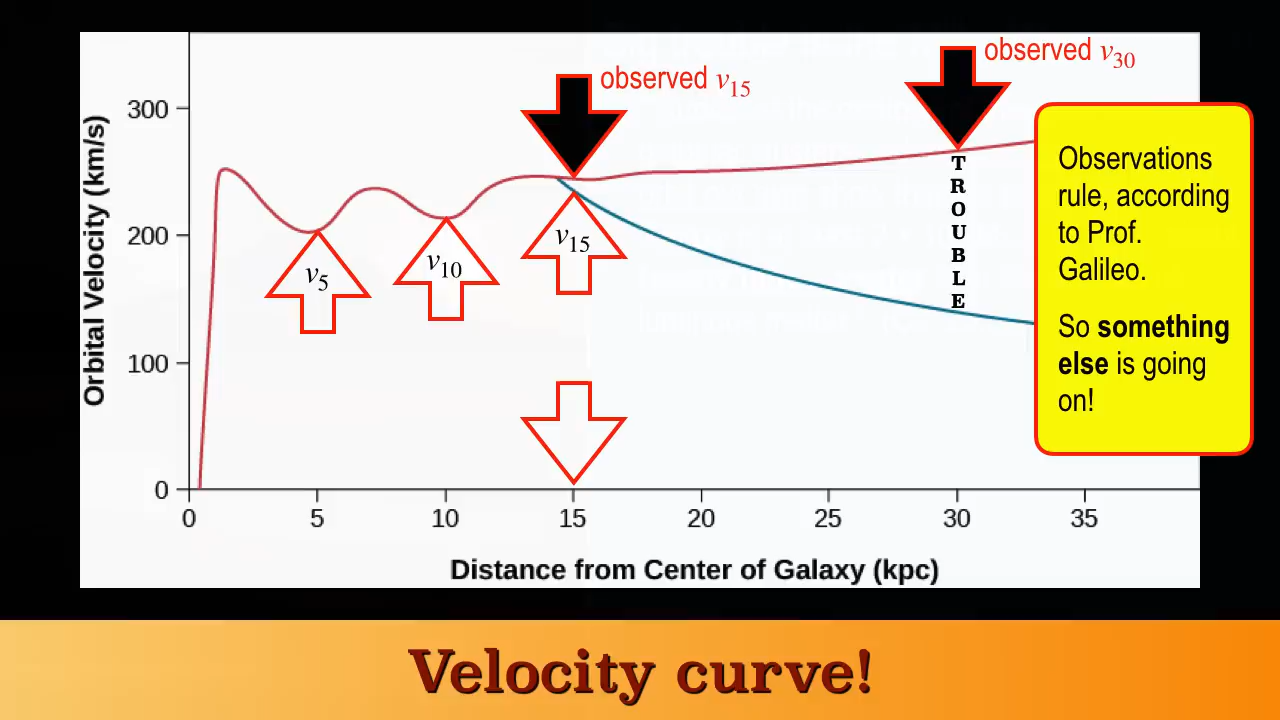 observed v30
observed v15
300
200
100
0
Orbital Velocity (km/s)
v5
v10
v15
TROUBLE
Observations
rule, according
to Prof.
Galileo.
So something
else is going
on!
0 5 10 15 20 25 30 35
Distance from Center of Galaxy (kpc)
Velocity curve!